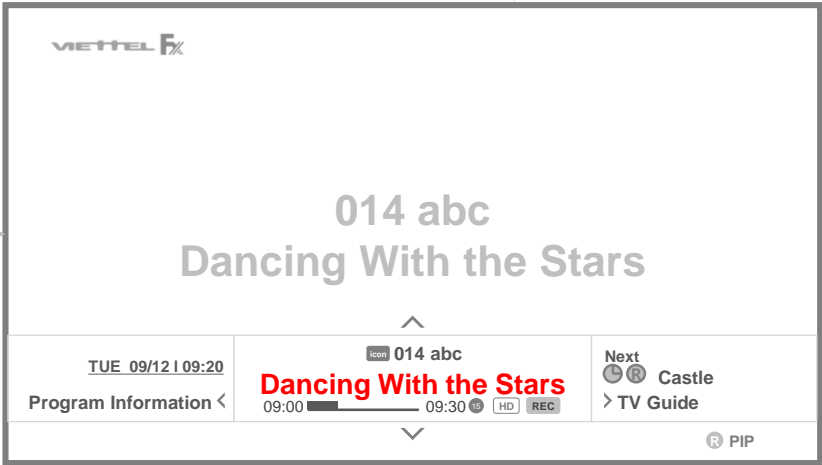 VIETTEL Fx
014 abc
Dancing With the Stars
TUE 09/12 l 09:20
Program Information <
icon 014 abc
Dancing With the Stars
09:00 09:30 15 HD REC
Next
R Castle
> TV Guide
R PIP